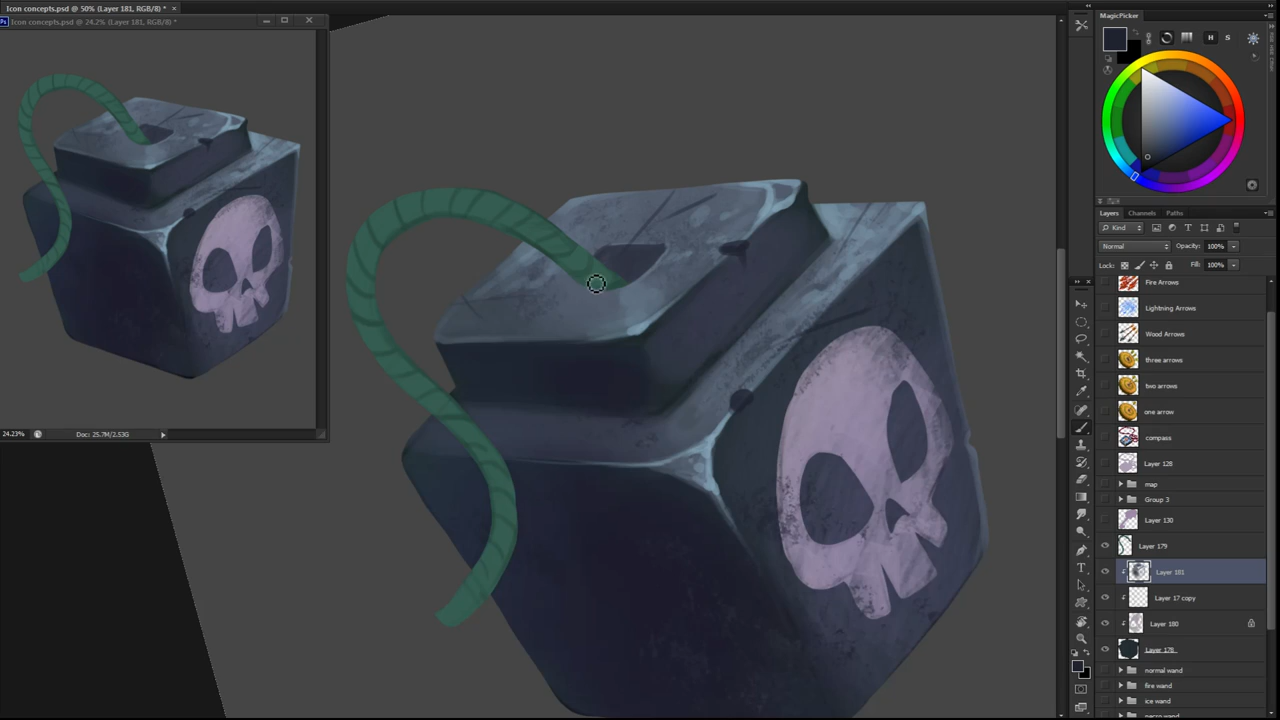 Icon concepts.psd @ 50% (Layer 181, RGB/8) * ×
Ps Icon concepts.psd @ 24.2% (Layer 181, RGB/8) *
24.23%
Doc: 25.7M/2.53G
MagicPicker
H
S
Layers Channels Paths
Kind
Normal
Opacity: 100%
Lock:
Fill: 100%
Fire Arrows
Lightning Arrows
Wood Arrows
three arrows
two arrows
one arrow
compass
Layer 128
map
Group 3
Layer 130
Layer 179
Layer 181
Layer 17 copy
Layer 180
Layer 178
normal wand
fire wand
ice wand
necro wand